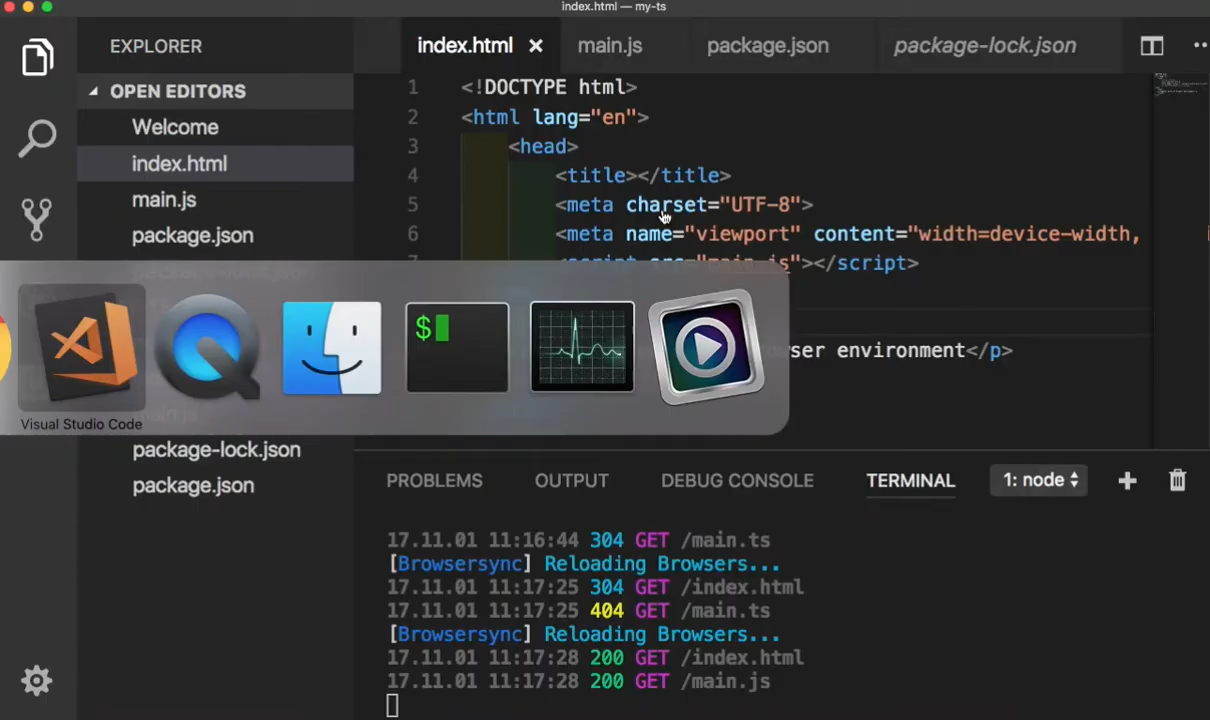 index.html — my-ts
EXPLORER
index.html
main.js
package.json
package-lock.json
OPEN EDITORS
Welcome
index.html
main.js
package.json
1 <!DOCTYPE html>
2 <html lang="en">
3 <head>
4 <title></title>
5 <meta charset="UTF-8">
6 <meta name="viewport" content="width=device-width,
7 <script src="main.js"></script>
ser environment</p>
$
Visual Studio Code
package-lock.json
package.json
PROBLEMS
OUTPUT
DEBUG CONSOLE
TERMINAL
1: node
17.11.01 11:16:44 304 GET /main.ts
[Browsersync] Reloading Browsers...
17.11.01 11:17:25 304 GET /index.html
17.11.01 11:17:25 404 GET /main.ts
[Browsersync] Reloading Browsers...
17.11.01 11:17:28 200 GET /index.html
17.11.01 11:17:28 200 GET /main.js